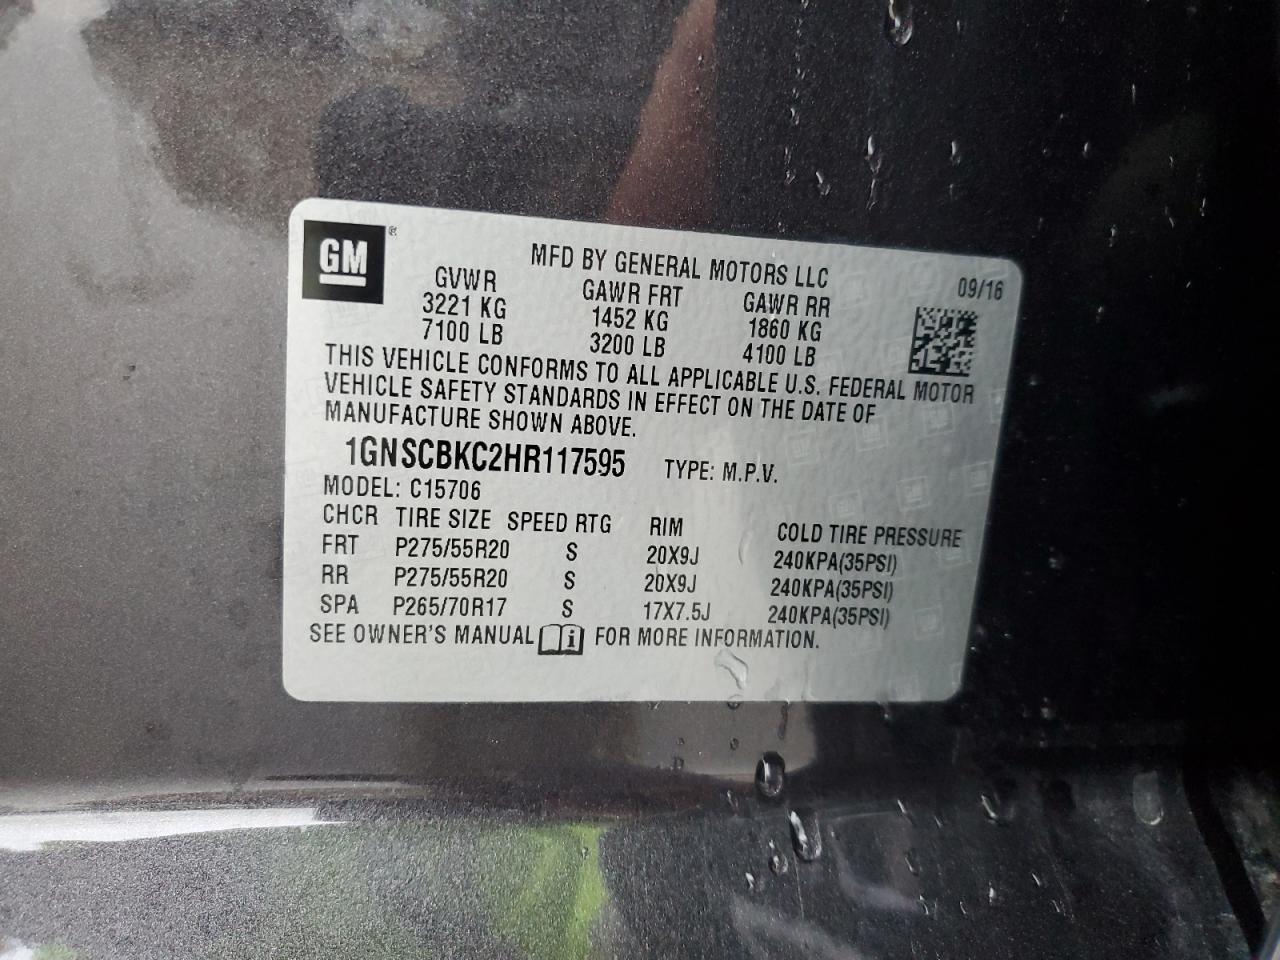 GM®
MFD BY GENERAL MOTORS LLC 09/16
GVWR GAWR FRT GAWR RR
3221 KG 1452 KG 1860 KG
7100 LB 3200 LB 4100 LB
THIS VEHICLE CONFORMS TO ALL APPLICABLE U.S. FEDERAL MOTOR
VEHICLE SAFETY STANDARDS IN EFFECT ON THE DATE OF
MANUFACTURE SHOWN ABOVE.
1GNSCBKC2HR117595 TYPE: M.P.V.
MODEL: C15706
CHCR TIRE SIZE SPEED RTG RIM COLD TIRE PRESSURE
FRT P275/55R20 S 20X9J 240KPA(35PSI)
RR P275/55R20 S 20X9J 240KPA(35PSI)
SPA P265/70R17 S 17X7.5J 240KPA(35PSI)
SEE OWNER'S MANUAL i FOR MORE INFORMATION.